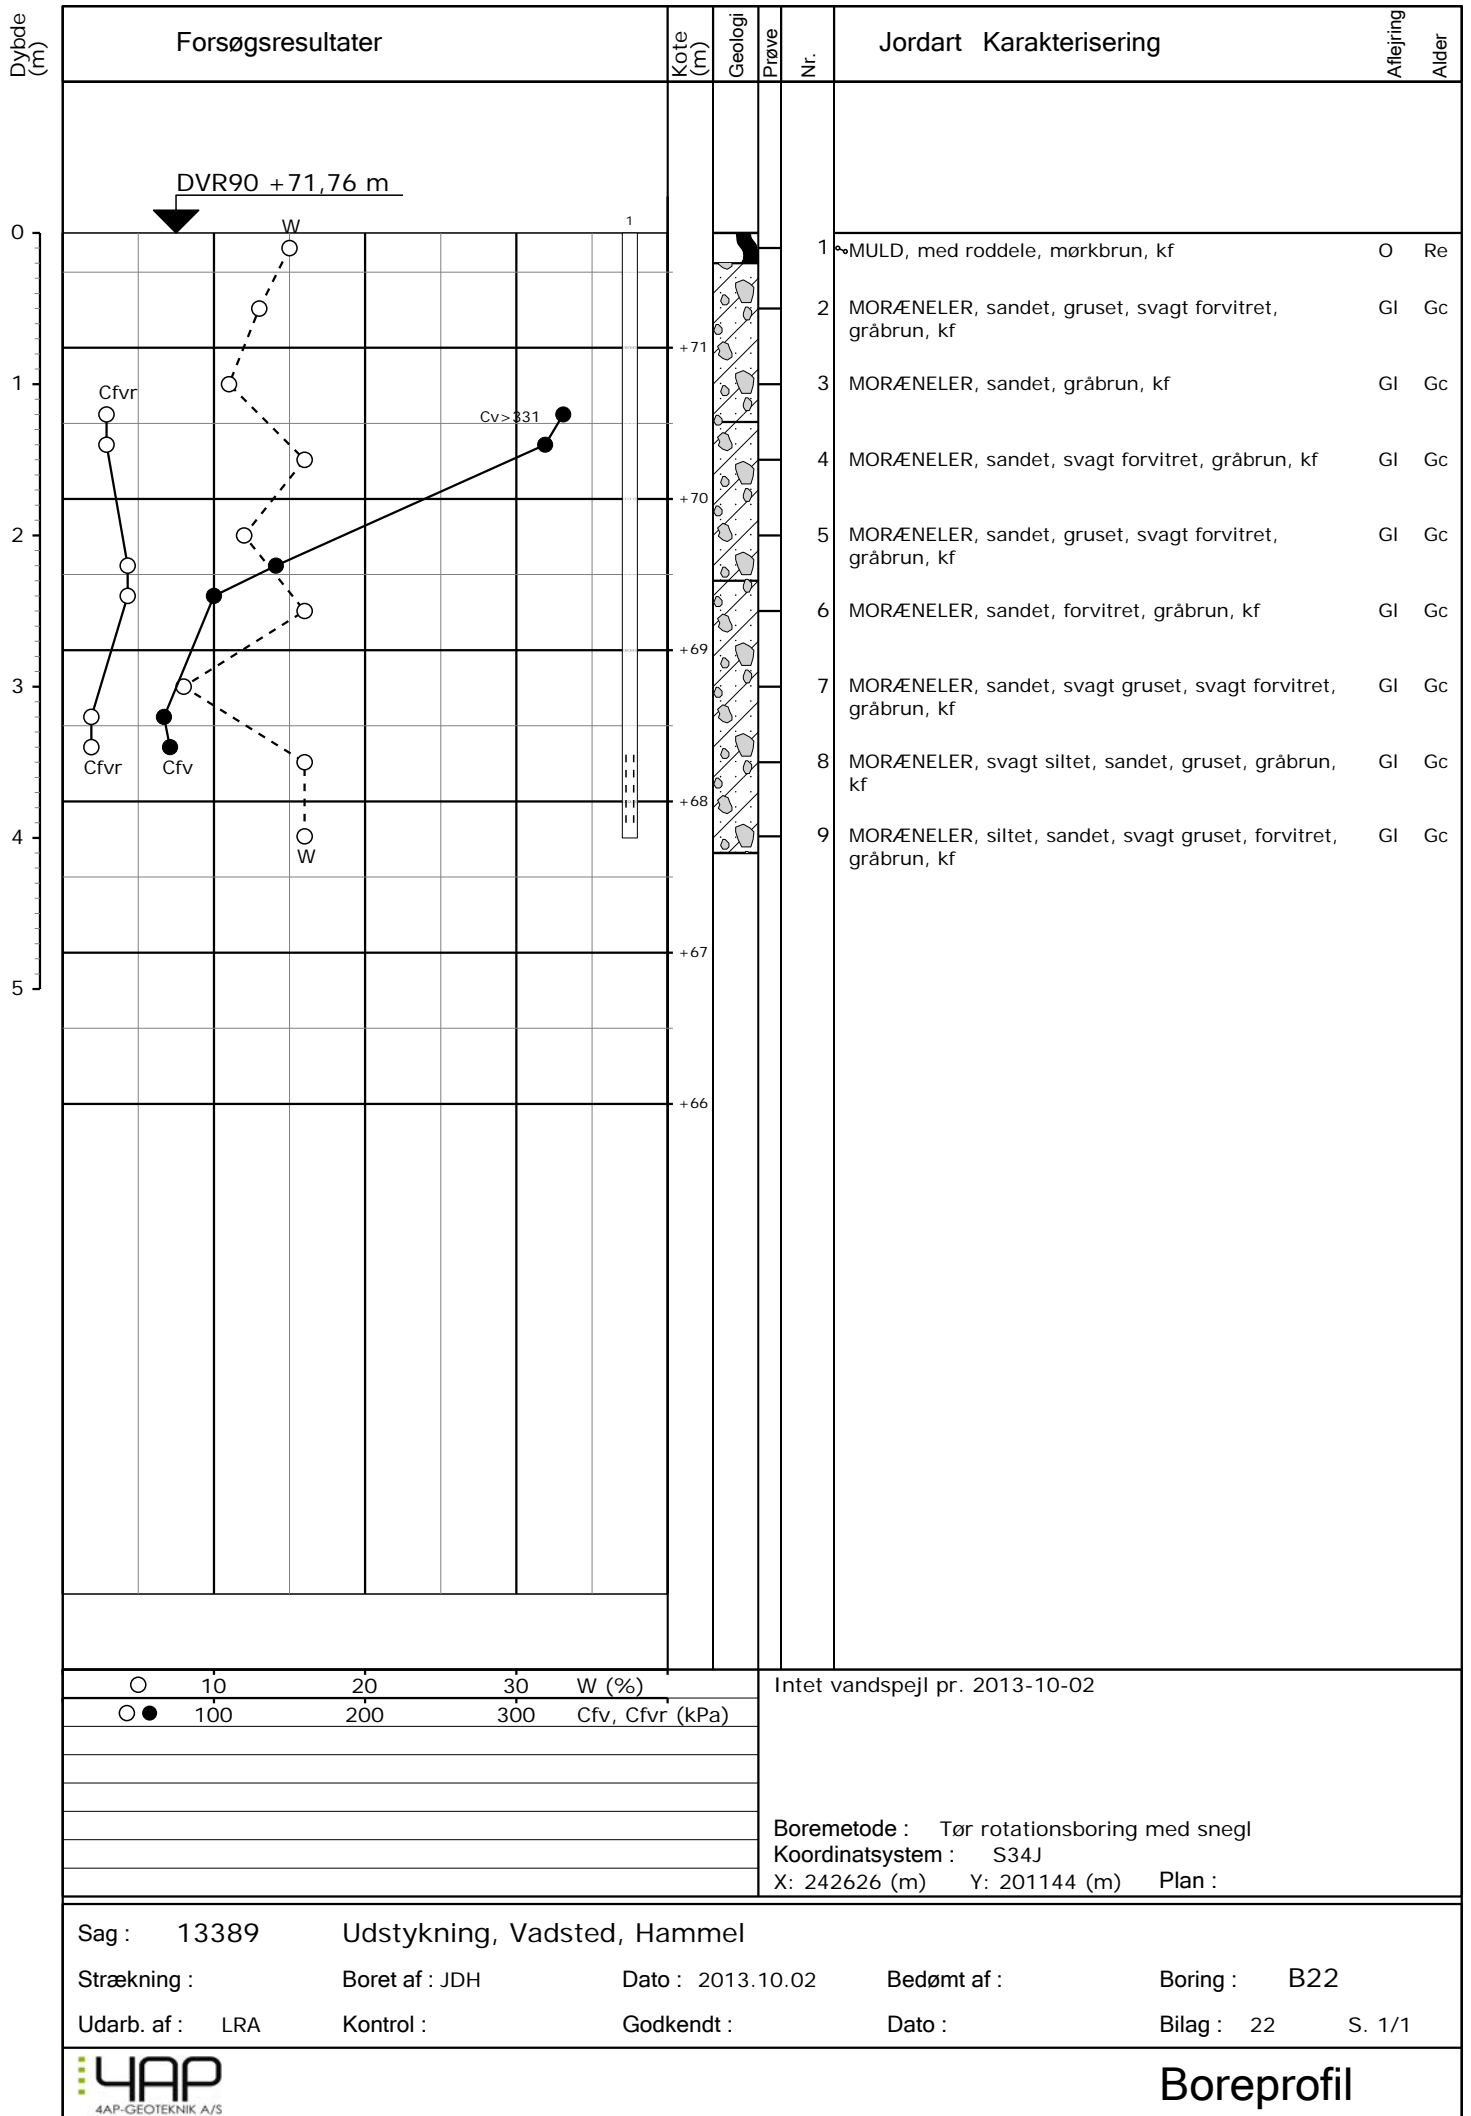 Dybde (m)
Forsøgsresultater
Kote (m)
Geologi
Prøve
Nr.
Jordart Karakterisering
Aflejring
Alder
DVR90 +71,76 m
W
1
0
1 MULD, med roddele, mørkbrun, kf O Re
2 MORÆNELER, sandet, gruset, svagt forvitret, Gl Gc
gråbrun, kf
+71
1
3 MORÆNELER, sandet, gråbrun, kf Gl Gc
Cfvr
Cv>331
4 MORÆNELER, sandet, svagt forvitret, gråbrun, kf Gl Gc
+70
2
5 MORÆNELER, sandet, gruset, svagt forvitret, Gl Gc
gråbrun, kf
6 MORÆNELER, sandet, forvitret, gråbrun, kf Gl Gc
+69
3
7 MORÆNELER, sandet, svagt gruset, svagt forvitret, Gl Gc
gråbrun, kf
Cfvr Cfv
8 MORÆNELER, svagt siltet, sandet, gruset, gråbrun, Gl Gc
kf
+68
4
9 MORÆNELER, siltet, sandet, svagt gruset, forvitret, Gl Gc
gråbrun, kf
W
+67
5
+66
10 20 30 W (%)
100 200 300 Cfv, Cfvr (kPa)
Intet vandspejl pr. 2013-10-02
Boremetode : Tør rotationsboring med snegl
Koordinatsystem : S34J
X: 242626 (m) Y: 201144 (m) Plan :
Sag : 13389 Udstykning, Vadsted, Hammel
Strækning : Boret af : JDH Dato : 2013.10.02 Bedømt af : Boring : B22
Udarb. af : LRA Kontrol : Godkendt : Dato : Bilag : 22 S. 1/1
4AP
4AP-GEOTEKNIK A/S
Boreprofil